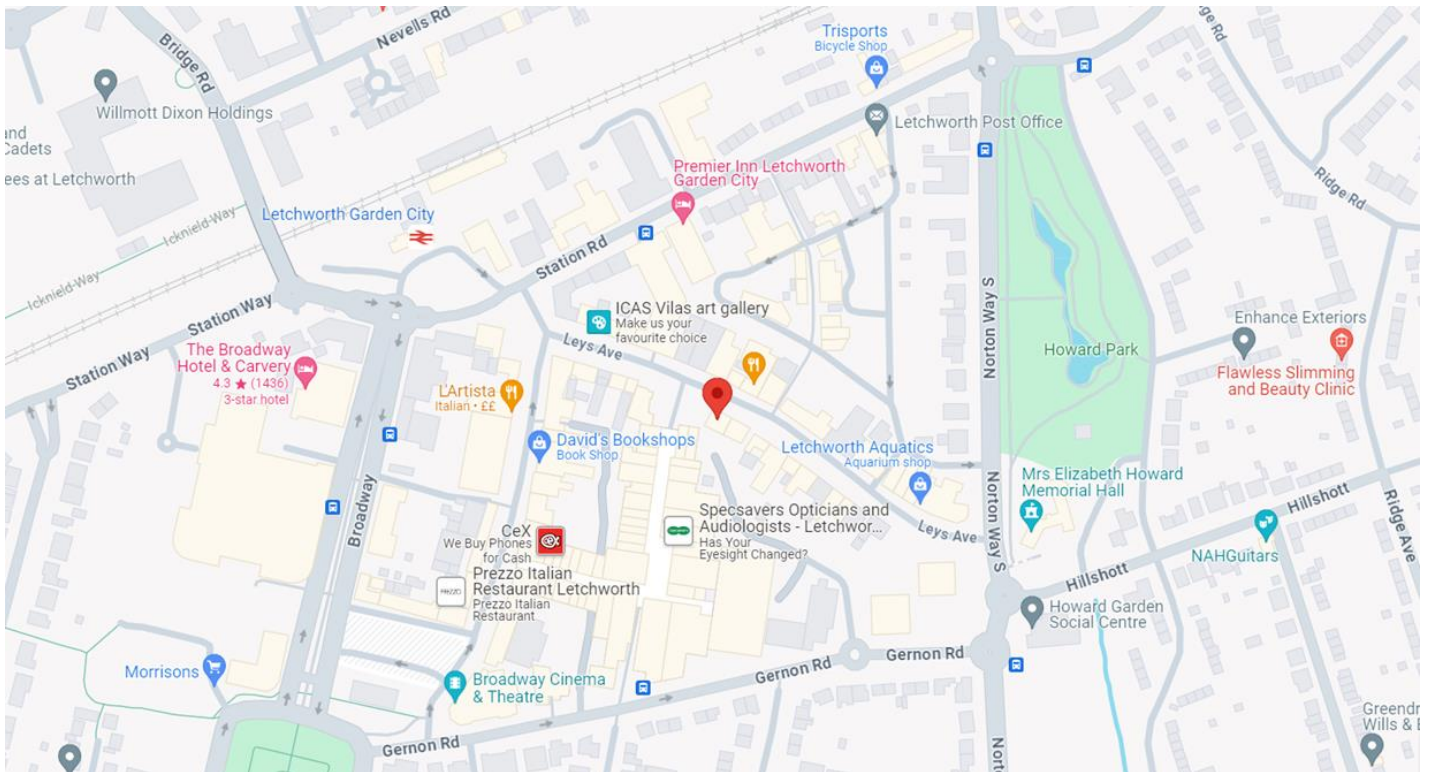 Nevells Rd
Bridge Rd
Trisports
Bicycle Shop
Willmott Dixon Holdings
and
Cadets
ees at Letchworth
Letchworth Post Office
Ridge Rd
Premier Inn Letchworth
Garden City
Icknield Way
Letchworth Garden City
Icknield Way
Station Rd
Station Way
Station Way
ICAS Vilas art gallery
Make us your
favourite choice
Leys Ave
Norton Way S
Howard Park
Enhance Exteriors
Flawless Slimming
and Beauty Clinic
The Broadway
Hotel & Carvery
4.3 ★ (1436)
3-star hotel
L'Artista
Italian • ££
David's Bookshops
Book Shop
Letchworth Aquatics
Aquarium shop
Mrs Elizabeth Howard
Memorial Hall
Norton Way S
Hillshott
Ridge Ave
Broadway
CeX
We Buy Phones
for Cash
Specsavers Opticians and
Audiologists - Letchwor...
Has Your
Eyesight Changed?
Leys Ave
NAHGuitars
Hillshott
PREZZO
Prezzo Italian
Restaurant Letchworth
Prezzo Italian
Restaurant
Howard Garden
Social Centre
Gernon Rd
Gernon Rd
Morrisons
Broadway Cinema
& Theatre
Gernon Rd
Nort
Greendr
Wills & E